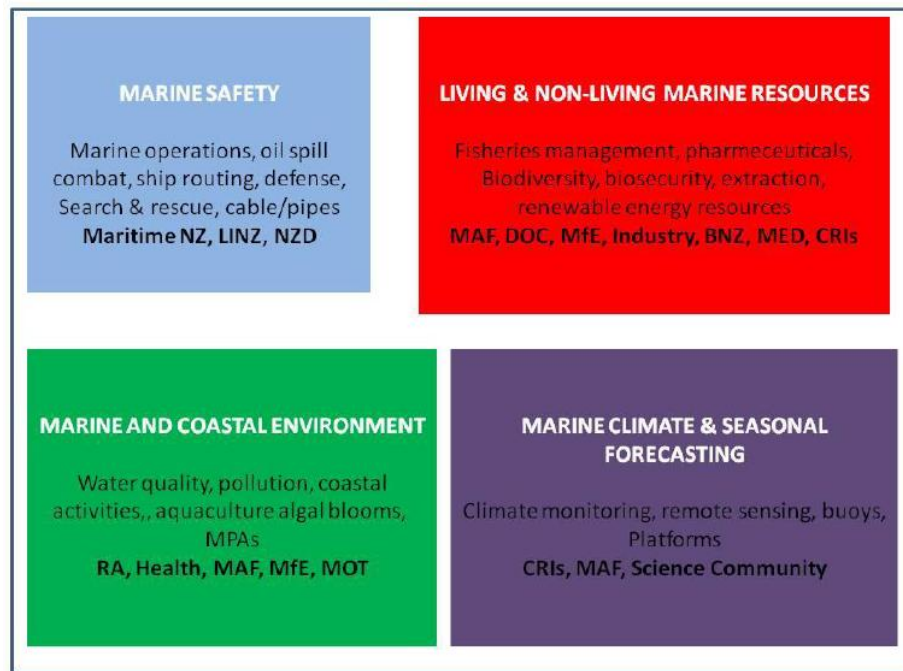 MARINE SAFETY
Marine operations, oil spill
combat, ship routing, defense,
Search & rescue, cable/pipes
Maritime NZ, LINZ, NZD
LIVING & NON-LIVING MARINE RESOURCES
Fisheries management, pharmeceuticals,
Biodiversity, biosecurity, extraction,
renewable energy resources
MAF, DOC, MfE, Industry, BNZ, MED, CRIs
MARINE AND COASTAL ENVIRONMENT
Water quality, pollution, coastal
activities,, aquaculture algal blooms,
MPAs
RA, Health, MAF, MfE, MOT
MARINE CLIMATE & SEASONAL
FORECASTING
Climate monitoring, remote sensing, buoys,
Platforms
CRIs, MAF, Science Community